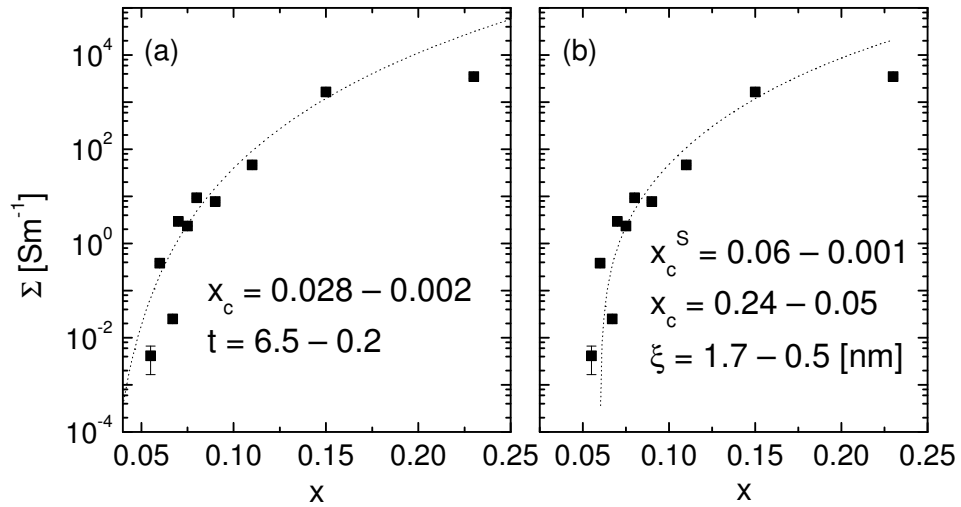 (a)
(b)
10^4
10^2
10^0
10^-2
10^-4
Σ [Sm^-1]
x_c = 0.028 – 0.002
t = 6.5 – 0.2
x_c^S = 0.06 – 0.001
x_c = 0.24 – 0.05
ξ = 1.7 – 0.5 [nm]
0.05 0.10 0.15 0.20 0.25
0.05 0.10 0.15 0.20 0.25
x
x